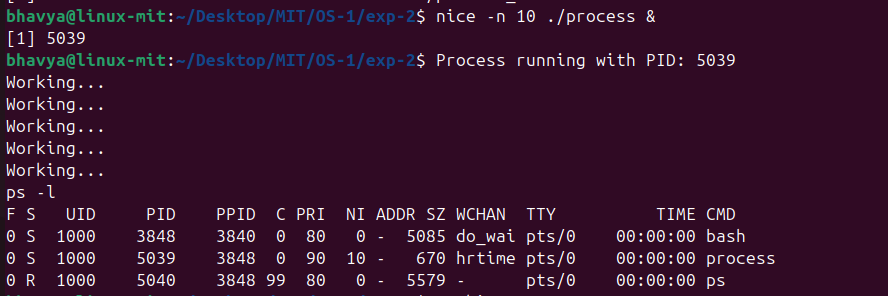 bhavya@linux-mit:~/Desktop/MIT/OS-1/exp-2$ nice -n 10 ./process &
[1] 5039
bhavya@linux-mit:~/Desktop/MIT/OS-1/exp-2$ Process running with PID: 5039
Working...
Working...
Working...
Working...
Working...
ps -l
F S   UID     PID    PPID  C PRI  NI ADDR SZ WCHAN  TTY          TIME CMD
0 S  1000    3848    3840  0  80   0 -  5085 do_wai pts/0    00:00:00 bash
0 S  1000    5039    3848  0  90  10 -   670 hrtime pts/0    00:00:00 process
0 R  1000    5040    3848 99  80   0 -  5579 -      pts/0    00:00:00 ps